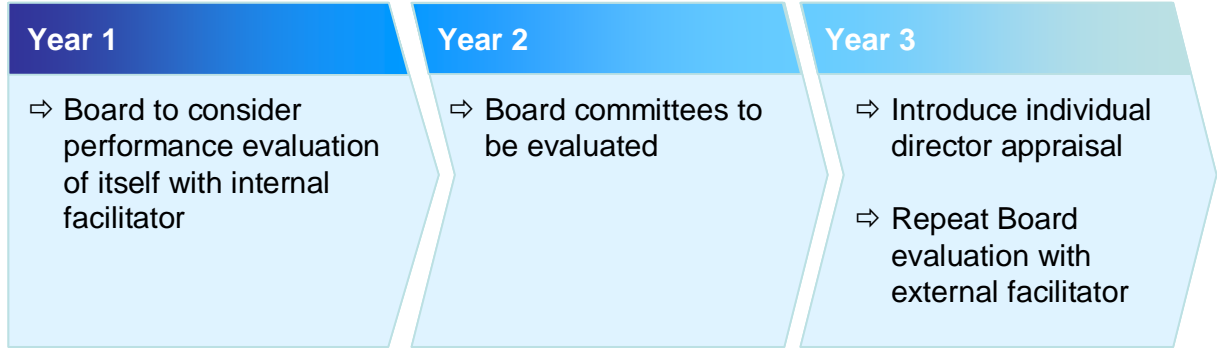 Year 1
⇨ Board to consider
performance evaluation
of itself with internal
facilitator
Year 2
⇨ Board committees to
be evaluated
Year 3
⇨ Introduce individual
director appraisal
⇨ Repeat Board
evaluation with
external facilitator